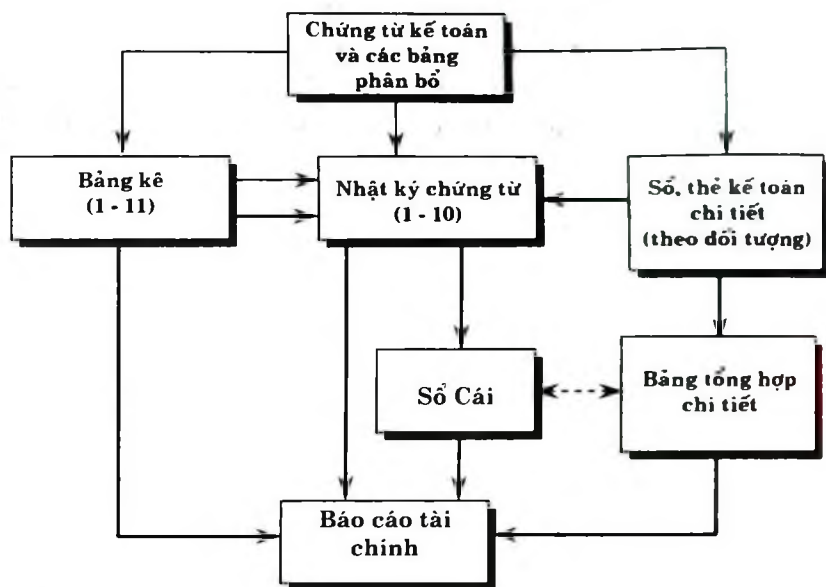 Chứng từ kế toán
và các bảng
phân bổ
Bảng kê
(1 - 11)
Nhật ký chứng từ
(1 - 10)
Sổ, thẻ kế toán
chi tiết
(theo đối tượng)
Sổ Cái
Bảng tổng hợp
chi tiết
Báo cáo tài
chính